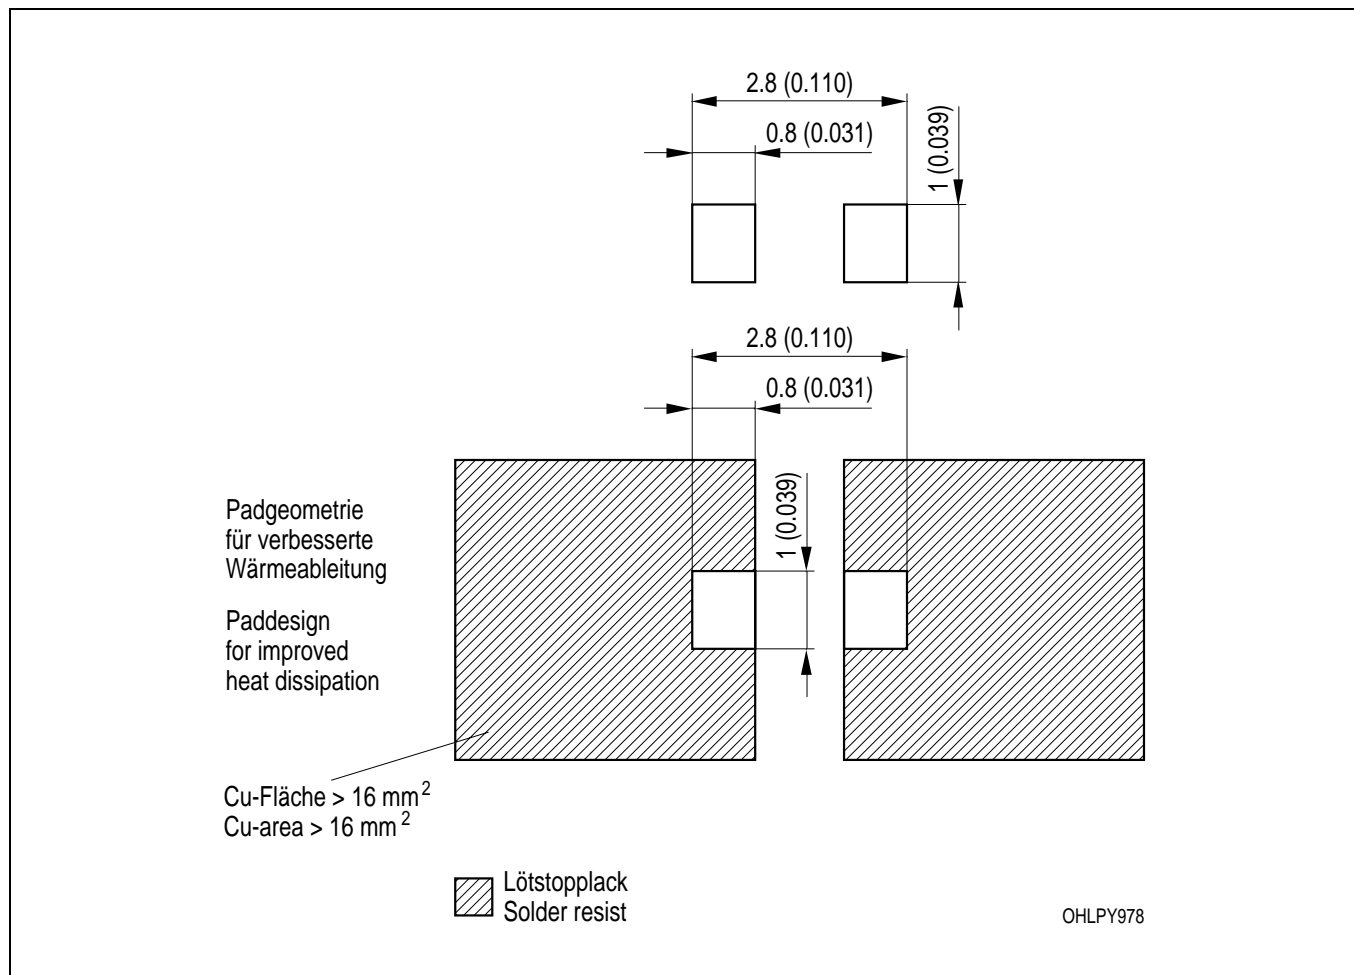 2.8 (0.110)
0.8 (0.031)
1 (0.039)
2.8 (0.110)
0.8 (0.031)
1 (0.039)
Padgeometrie
für verbesserte
Wärmeableitung
Paddesign
for improved
heat dissipation
Cu-Fläche > 16 mm²
Cu-area > 16 mm²
Lötstopplack
Solder resist
OHLPY978